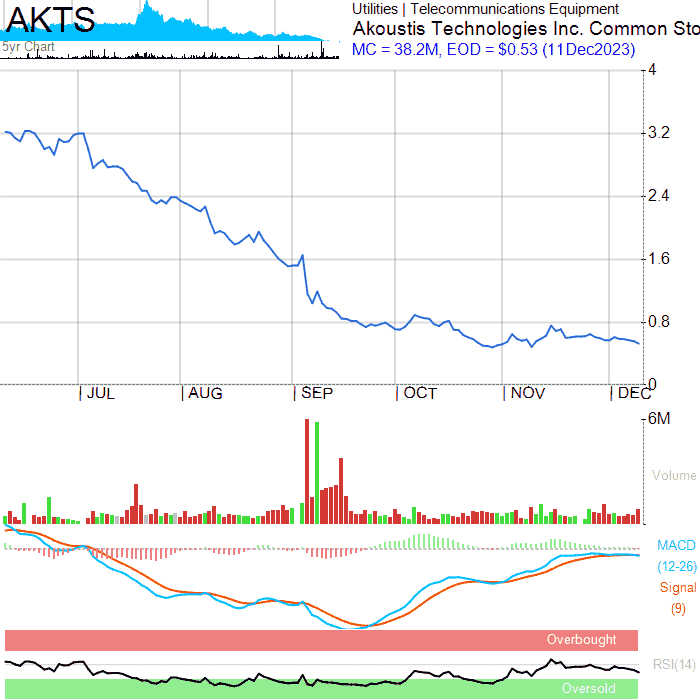 AKTS
5yr Chart
Utilities | Telecommunications Equipment
Akoustis Technologies Inc. Common Sto
MC = 38.2M, EOD = $0.53 (11Dec2023)
4
3.2
2.4
1.6
0.8
0
JUL AUG SEP OCT NOV DEC
6M
Volume
MACD
(12-26)
Signal
(9)
Overbought
RSI(14)
Oversold